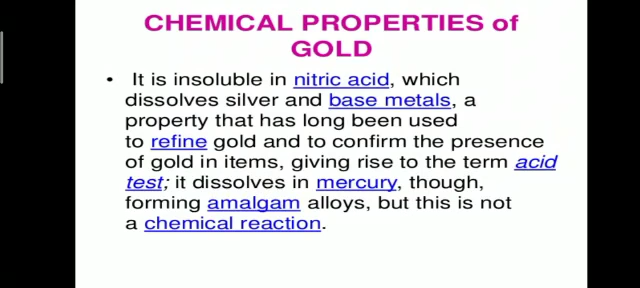 CHEMICAL PROPERTIES of
GOLD
• It is insoluble in nitric acid, which
dissolves silver and base metals, a
property that has long been used
to refine gold and to confirm the presence
of gold in items, giving rise to the term acid
test; it dissolves in mercury, though,
forming amalgam alloys, but this is not
a chemical reaction.